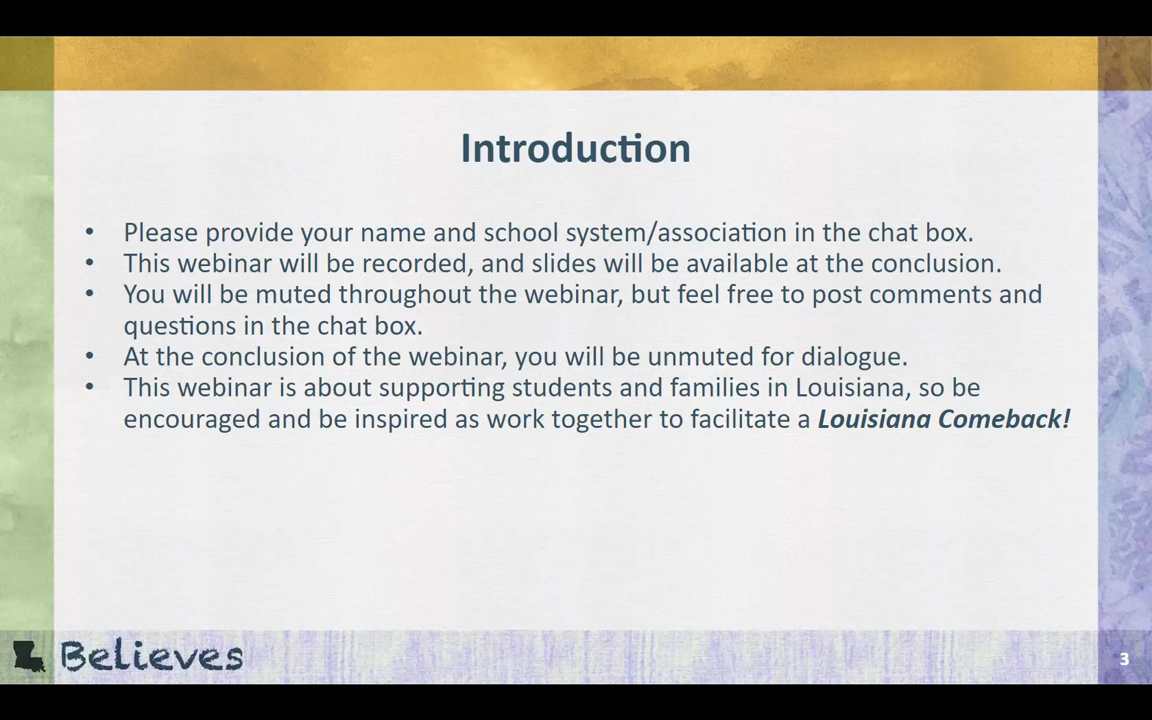 Introduction
• Please provide your name and school system/association in the chat box.
• This webinar will be recorded, and slides will be available at the conclusion.
• You will be muted throughout the webinar, but feel free to post comments and
questions in the chat box.
• At the conclusion of the webinar, you will be unmuted for dialogue.
• This webinar is about supporting students and families in Louisiana, so be
encouraged and be inspired as work together to facilitate a Louisiana Comeback!
Believes
3